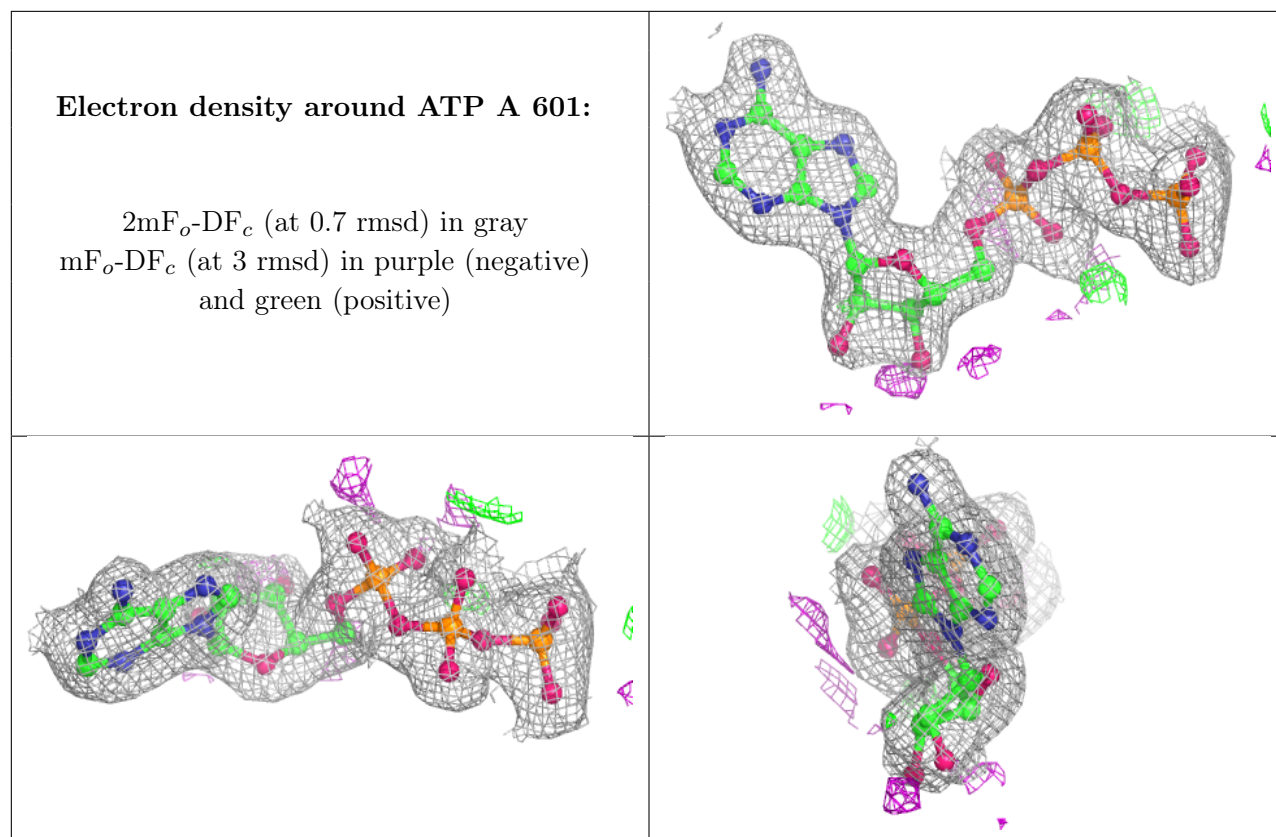 Electron density around ATP A 601:
2mFo-DFc (at 0.7 rmsd) in gray
mFo-DFc (at 3 rmsd) in purple (negative)
and green (positive)